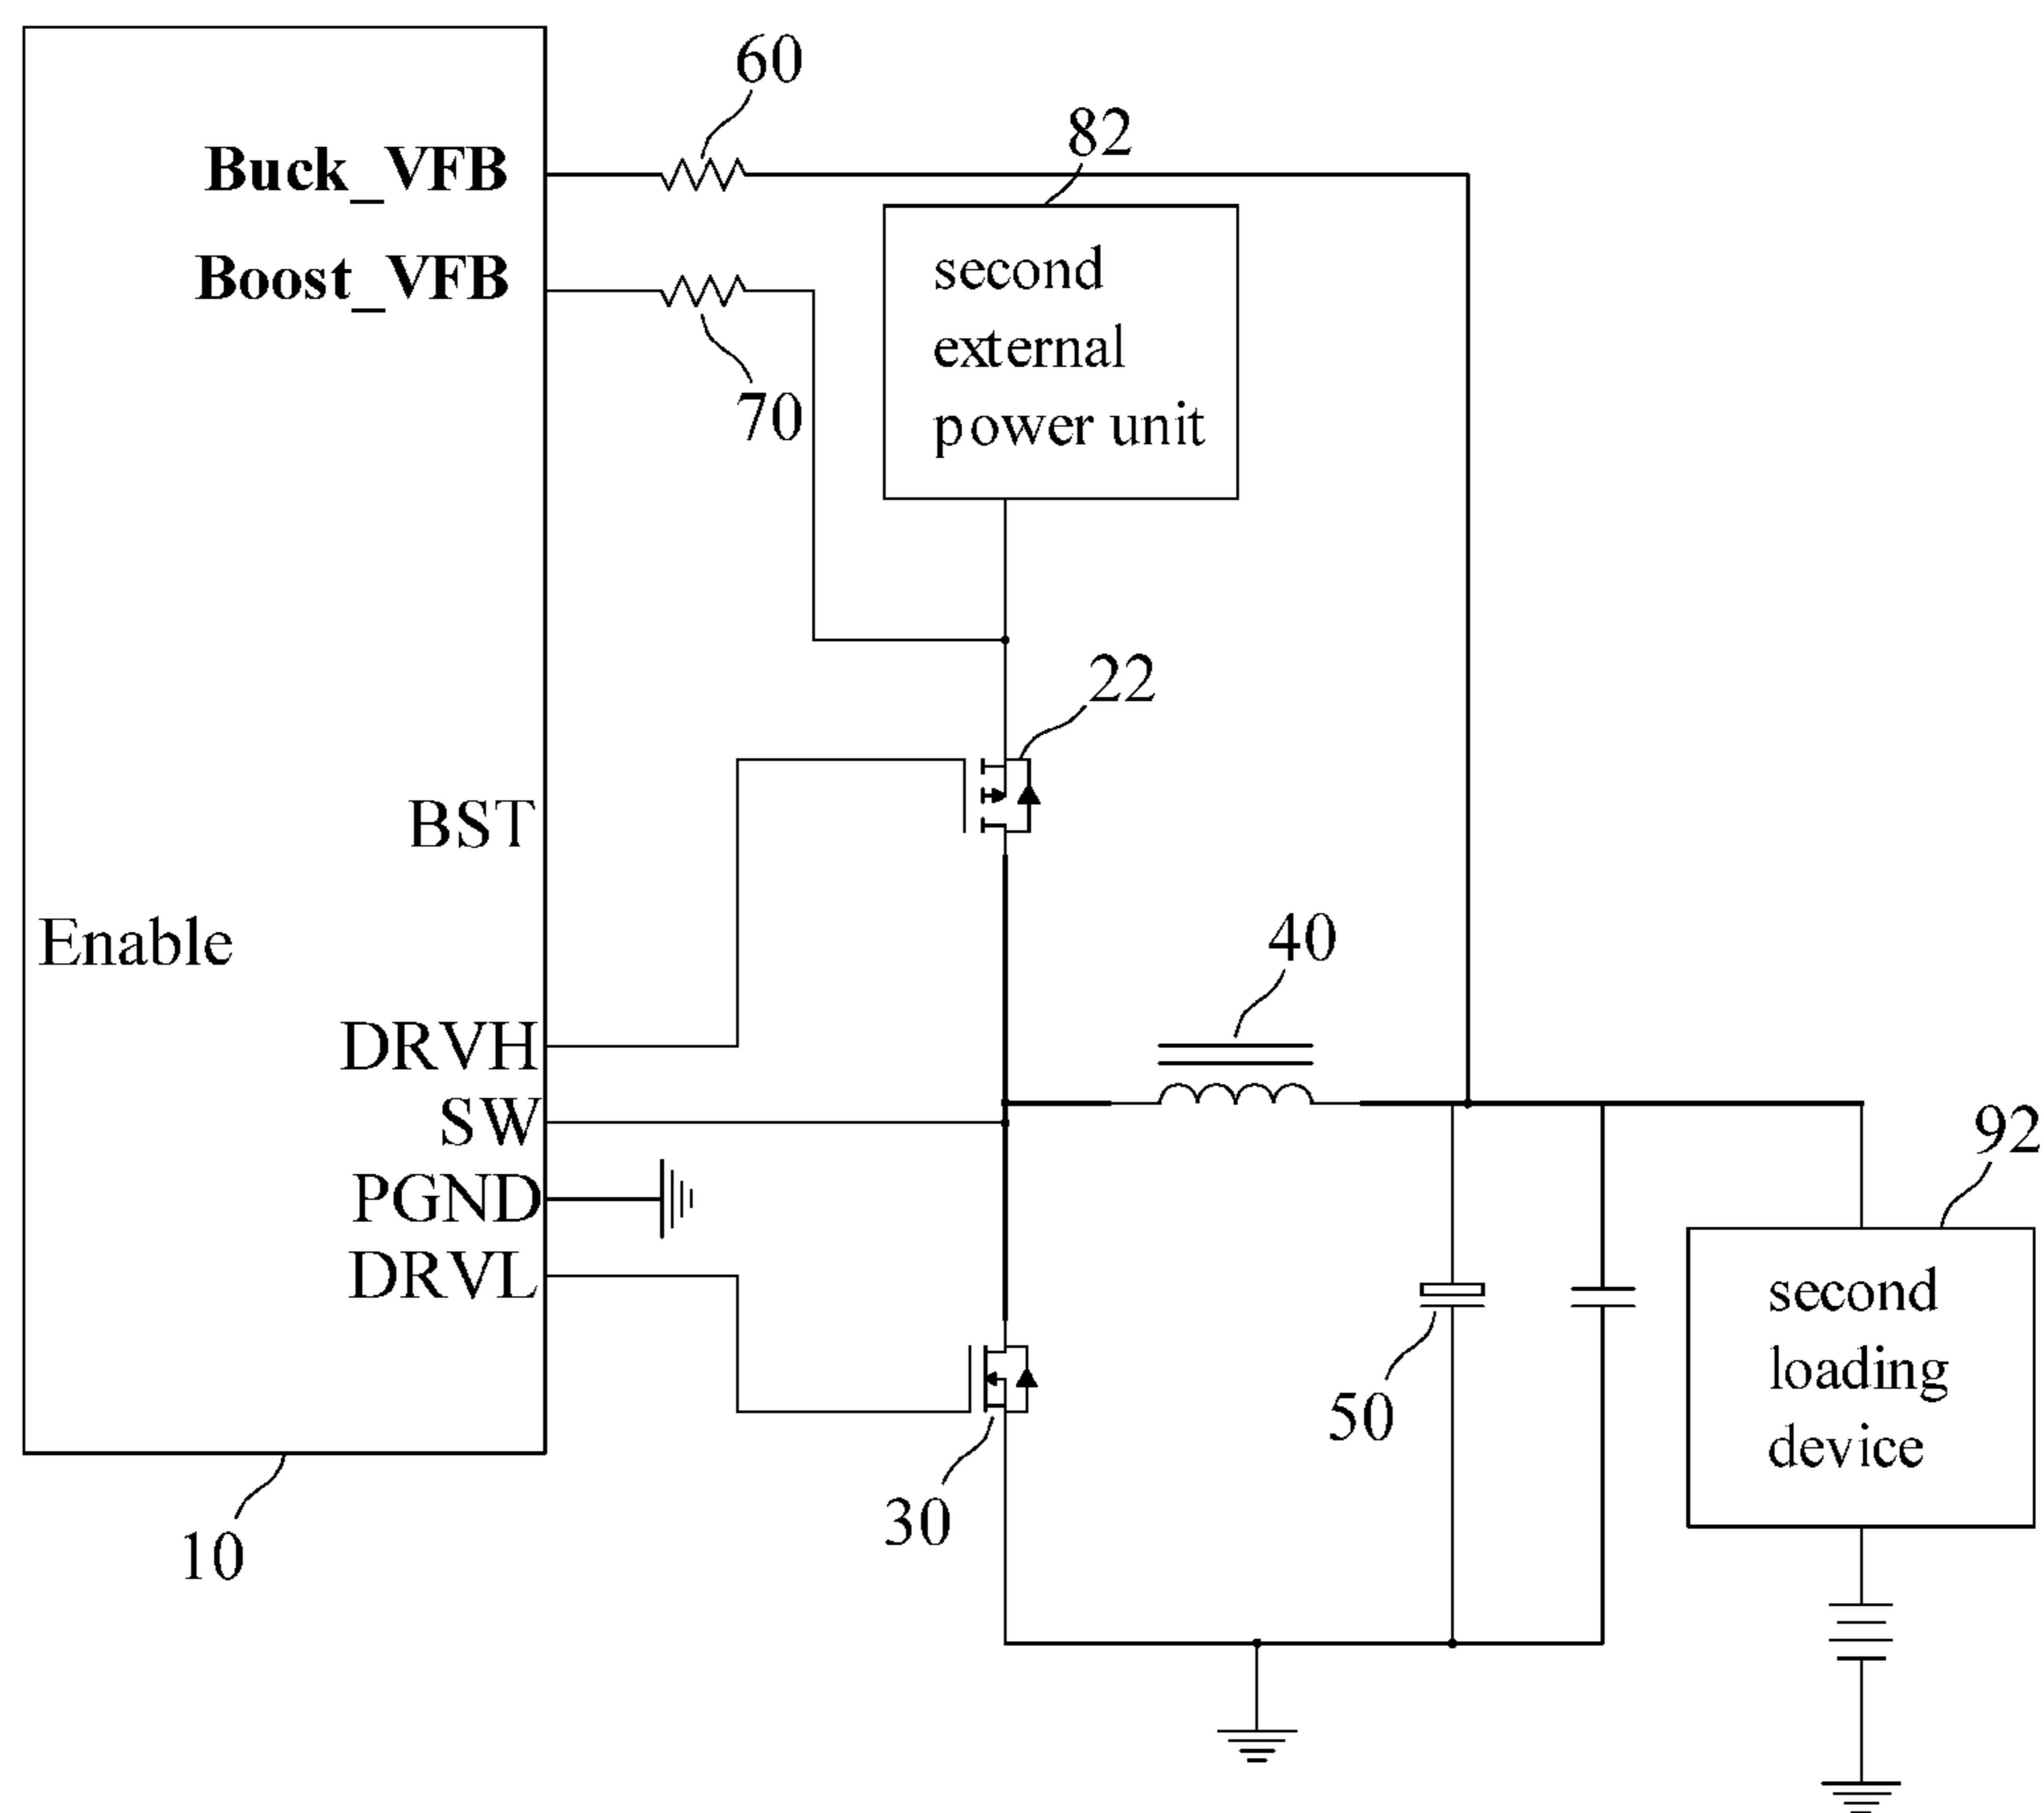 60
82
Buck_VFB
Boost_VFB
second
external
power unit
70
22
BST
Enable
40
DRVH
SW
PGND
DRVL
92
second
loading
device
50
30
10